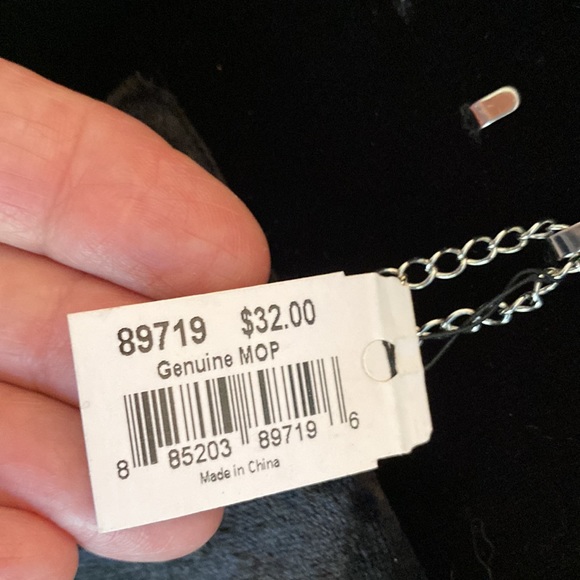 89719 $32.00
Genuine MOP
8 85203 89719 6
Made in China